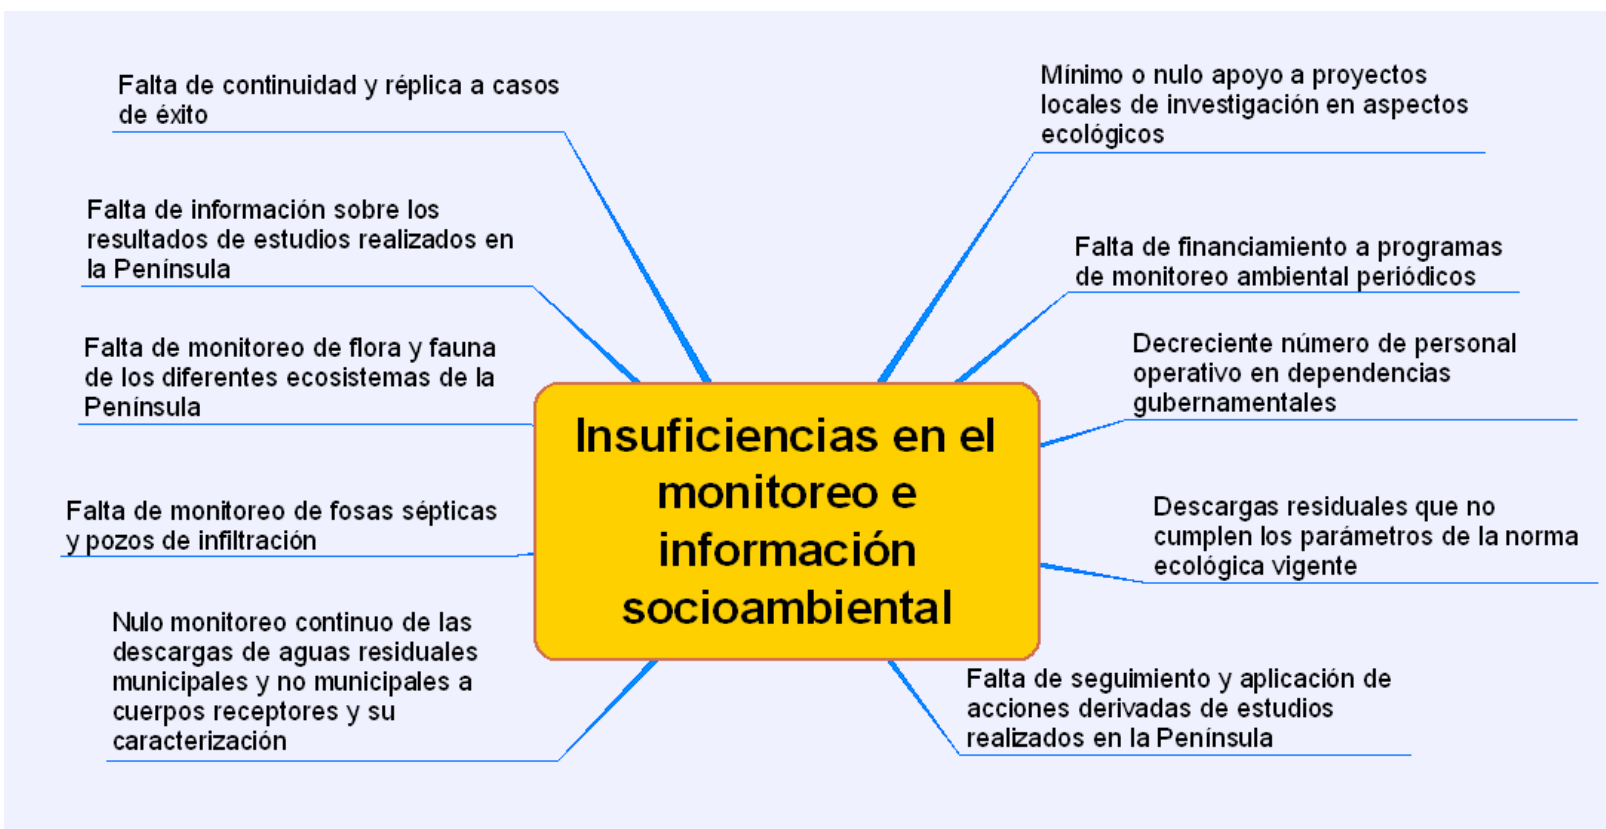 Falta de continuidad y réplica a casos
de éxito
Falta de información sobre los
resultados de estudios realizados en
la Península
Falta de monitoreo de flora y fauna
de los diferentes ecosistemas de la
Península
Falta de monitoreo de fosas sépticas
y pozos de infiltración
Nulo monitoreo continuo de las
descargas de aguas residuales
municipales y no municipales a
cuerpos receptores y su
caracterización
Insuficiencias en el
monitoreo e
información
socioambiental
Mínimo o nulo apoyo a proyectos
locales de investigación en aspectos
ecológicos
Falta de financiamiento a programas
de monitoreo ambiental periódicos
Decreciente número de personal
operativo en dependencias
gubernamentales
Descargas residuales que no
cumplen los parámetros de la norma
ecológica vigente
Falta de seguimiento y aplicación de
acciones derivadas de estudios
realizados en la Península